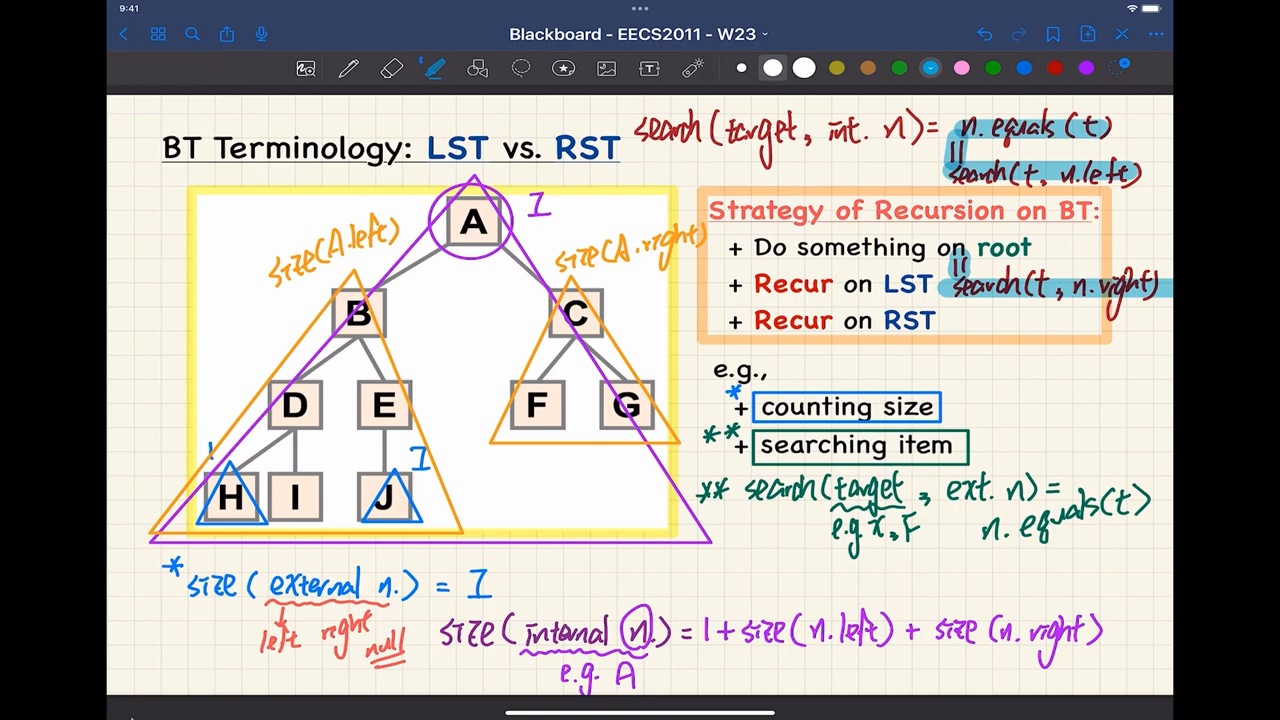 9:41
Blackboard - EECS2011 - W23
BT Terminology: LST vs. RST
search(target, int. n) = n.equals(t)
|| search(t, n.left)
|| search(t, n.right)
Strategy of Recursion on BT:
+ Do something on root
+ Recur on LST
+ Recur on RST
size(A.left)
size(A.right)
A
I
B
C
D
E
F
G
H
I
J
I
e.g.,
* + counting size
** + searching item
** search(target, ext. n) =
e.g x, F
n. equals(t)
* size( external n. ) = I
left right null
size( internal n. ) = 1 + size(n.left) + size(n.right)
e.g. A